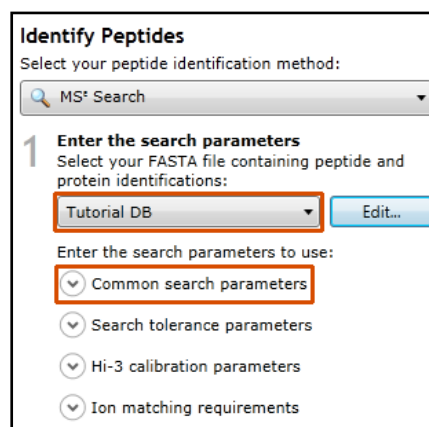 Identify Peptides
Select your peptide identification method:
MSᴱ Search
1
Enter the search parameters
Select your FASTA file containing peptide and
protein identifications:
Tutorial DB
Edit...
Enter the search parameters to use:
Common search parameters
Search tolerance parameters
Hi-3 calibration parameters
Ion matching requirements